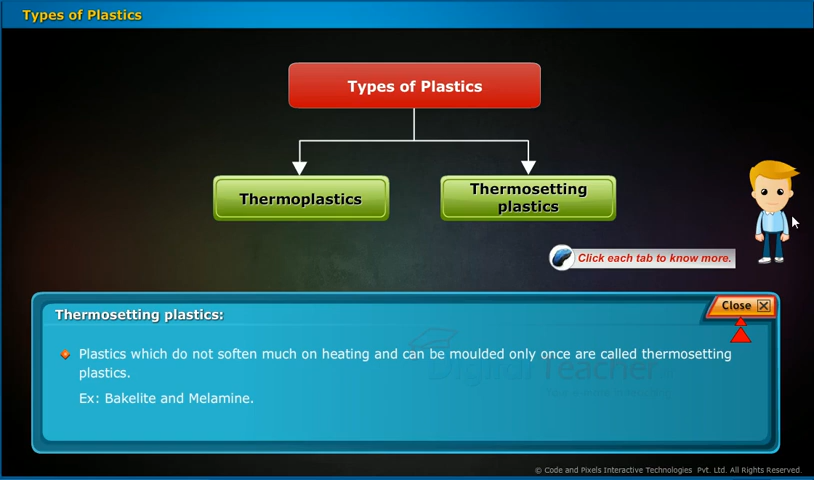 Types of Plastics
Types of Plastics
Thermoplastics
Thermosetting
plastics
Click each tab to know more.
Thermosetting plastics:
Close
Plastics which do not soften much on heating and can be moulded only once are called thermosetting
plastics.
Ex: Bakelite and Melamine.
Digital Teacher
© Code and Pixels Interactive Technologies Pvt. Ltd. All Rights Reserved.